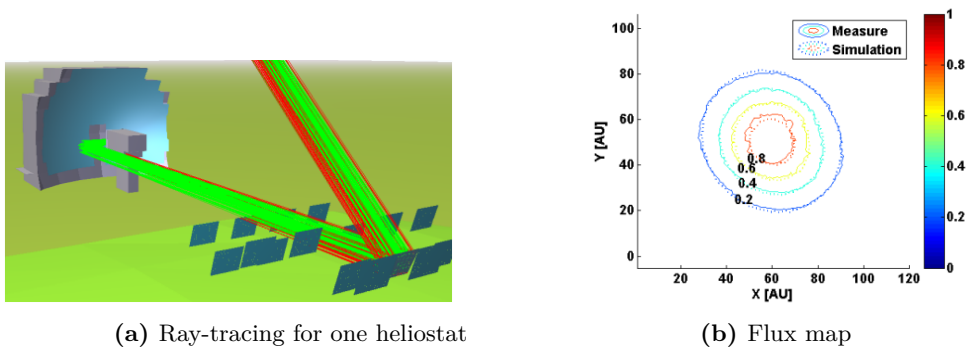 100
80
60
40
20
0
Y [AU]
20 40 60 80 100 120
X [AU]
Measure
Simulation
0.8
0.6
0.4
0.2
1
0.8
0.6
0.4
0.2
0
(a) Ray-tracing for one heliostat
(b) Flux map